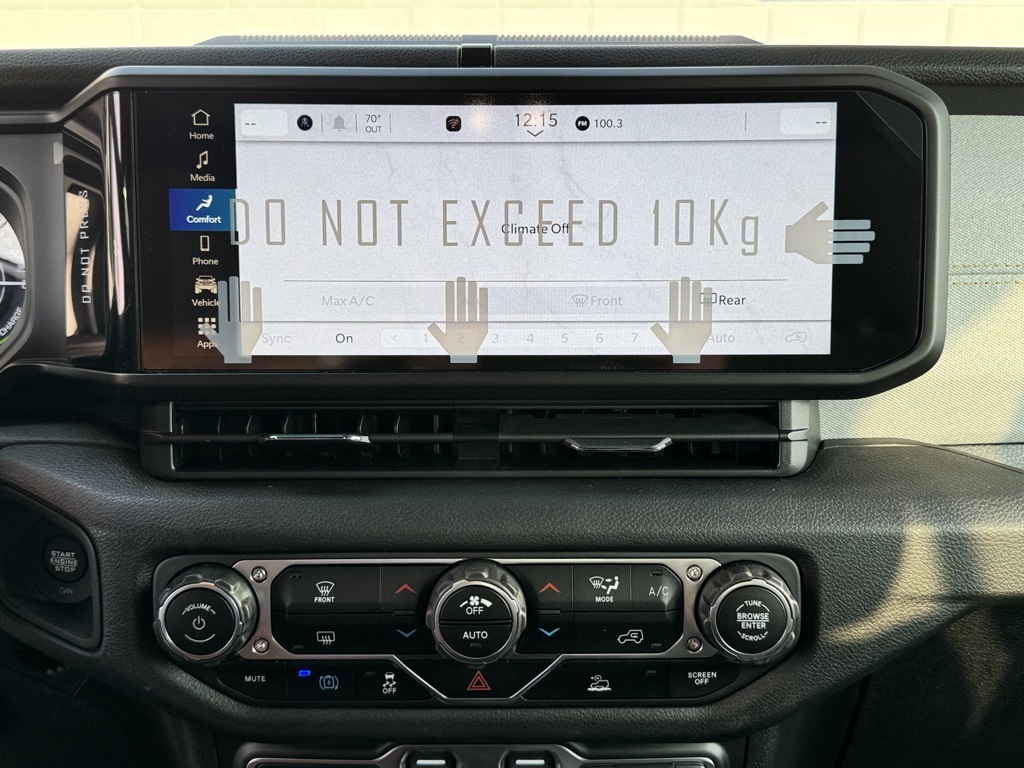 -- 70° OUT 12:15 FM 100.3 --
Home
Media
Comfort
Phone
Vehicle
Apps
DO NOT PRESS
DO NOT EXCEED 10Kg
Climate Off
Max A/C Front Rear
Sync On < 1 2 3 4 5 6 7 Auto
CHARGE
START ENGINE STOP
VOLUME
FRONT
OFF
AUTO
MODE
A/C
TUNE
BROWSE
ENTER
SCROLL
MUTE
OFF
SCREEN
OFF